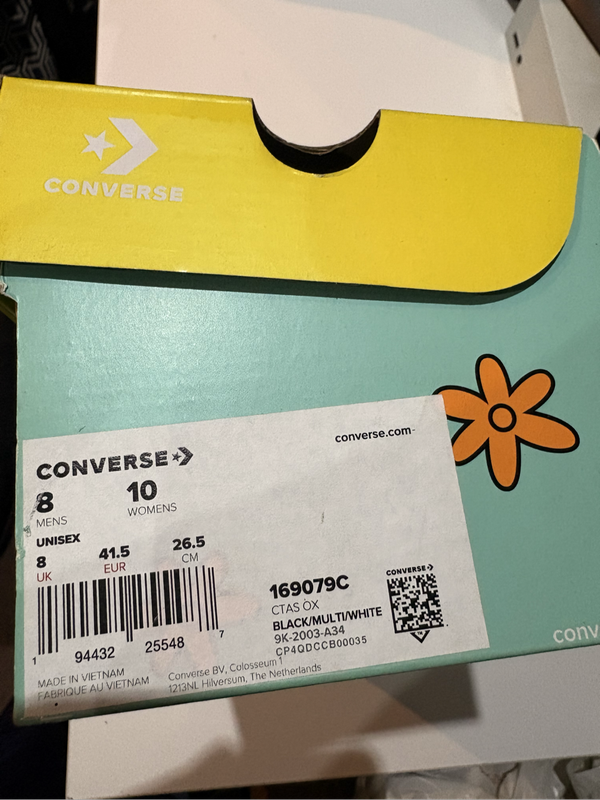 CONVERSE
converse.com
CONVERSE
8 10
MENS WOMENS
UNISEX
8 41.5 26.5
UK EUR CM
CONVERSE
169079C
CTAS OX
BLACK/MULTI/WHITE
9K-2003-A34
CP4QDCCB00035
1 94432 25548 7
MADE IN VIETNAM
FABRIQUE AU VIETNAM
Converse BV, Colosseum 1
1213NL Hilversum, The Netherlands
conv